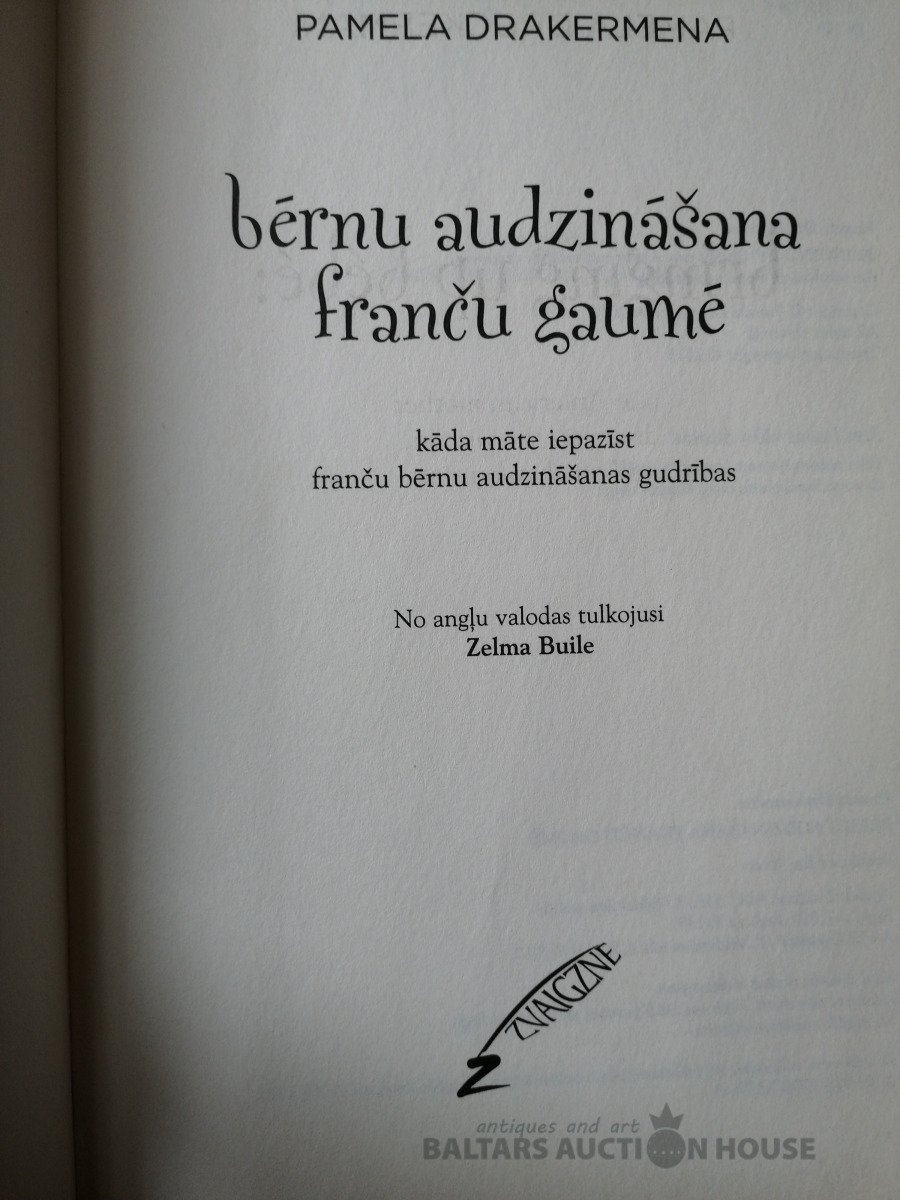 PAMELA DRAKERMENA
bērnu audzināšana
franču gaumē
kāda māte iepazīst
franču bērnu audzināšanas gudrības
No angļu valodas tulkojusi
Zelma Buile
ZVAIGZNE
antiques and art
BALTARS AUCTION HOUSE